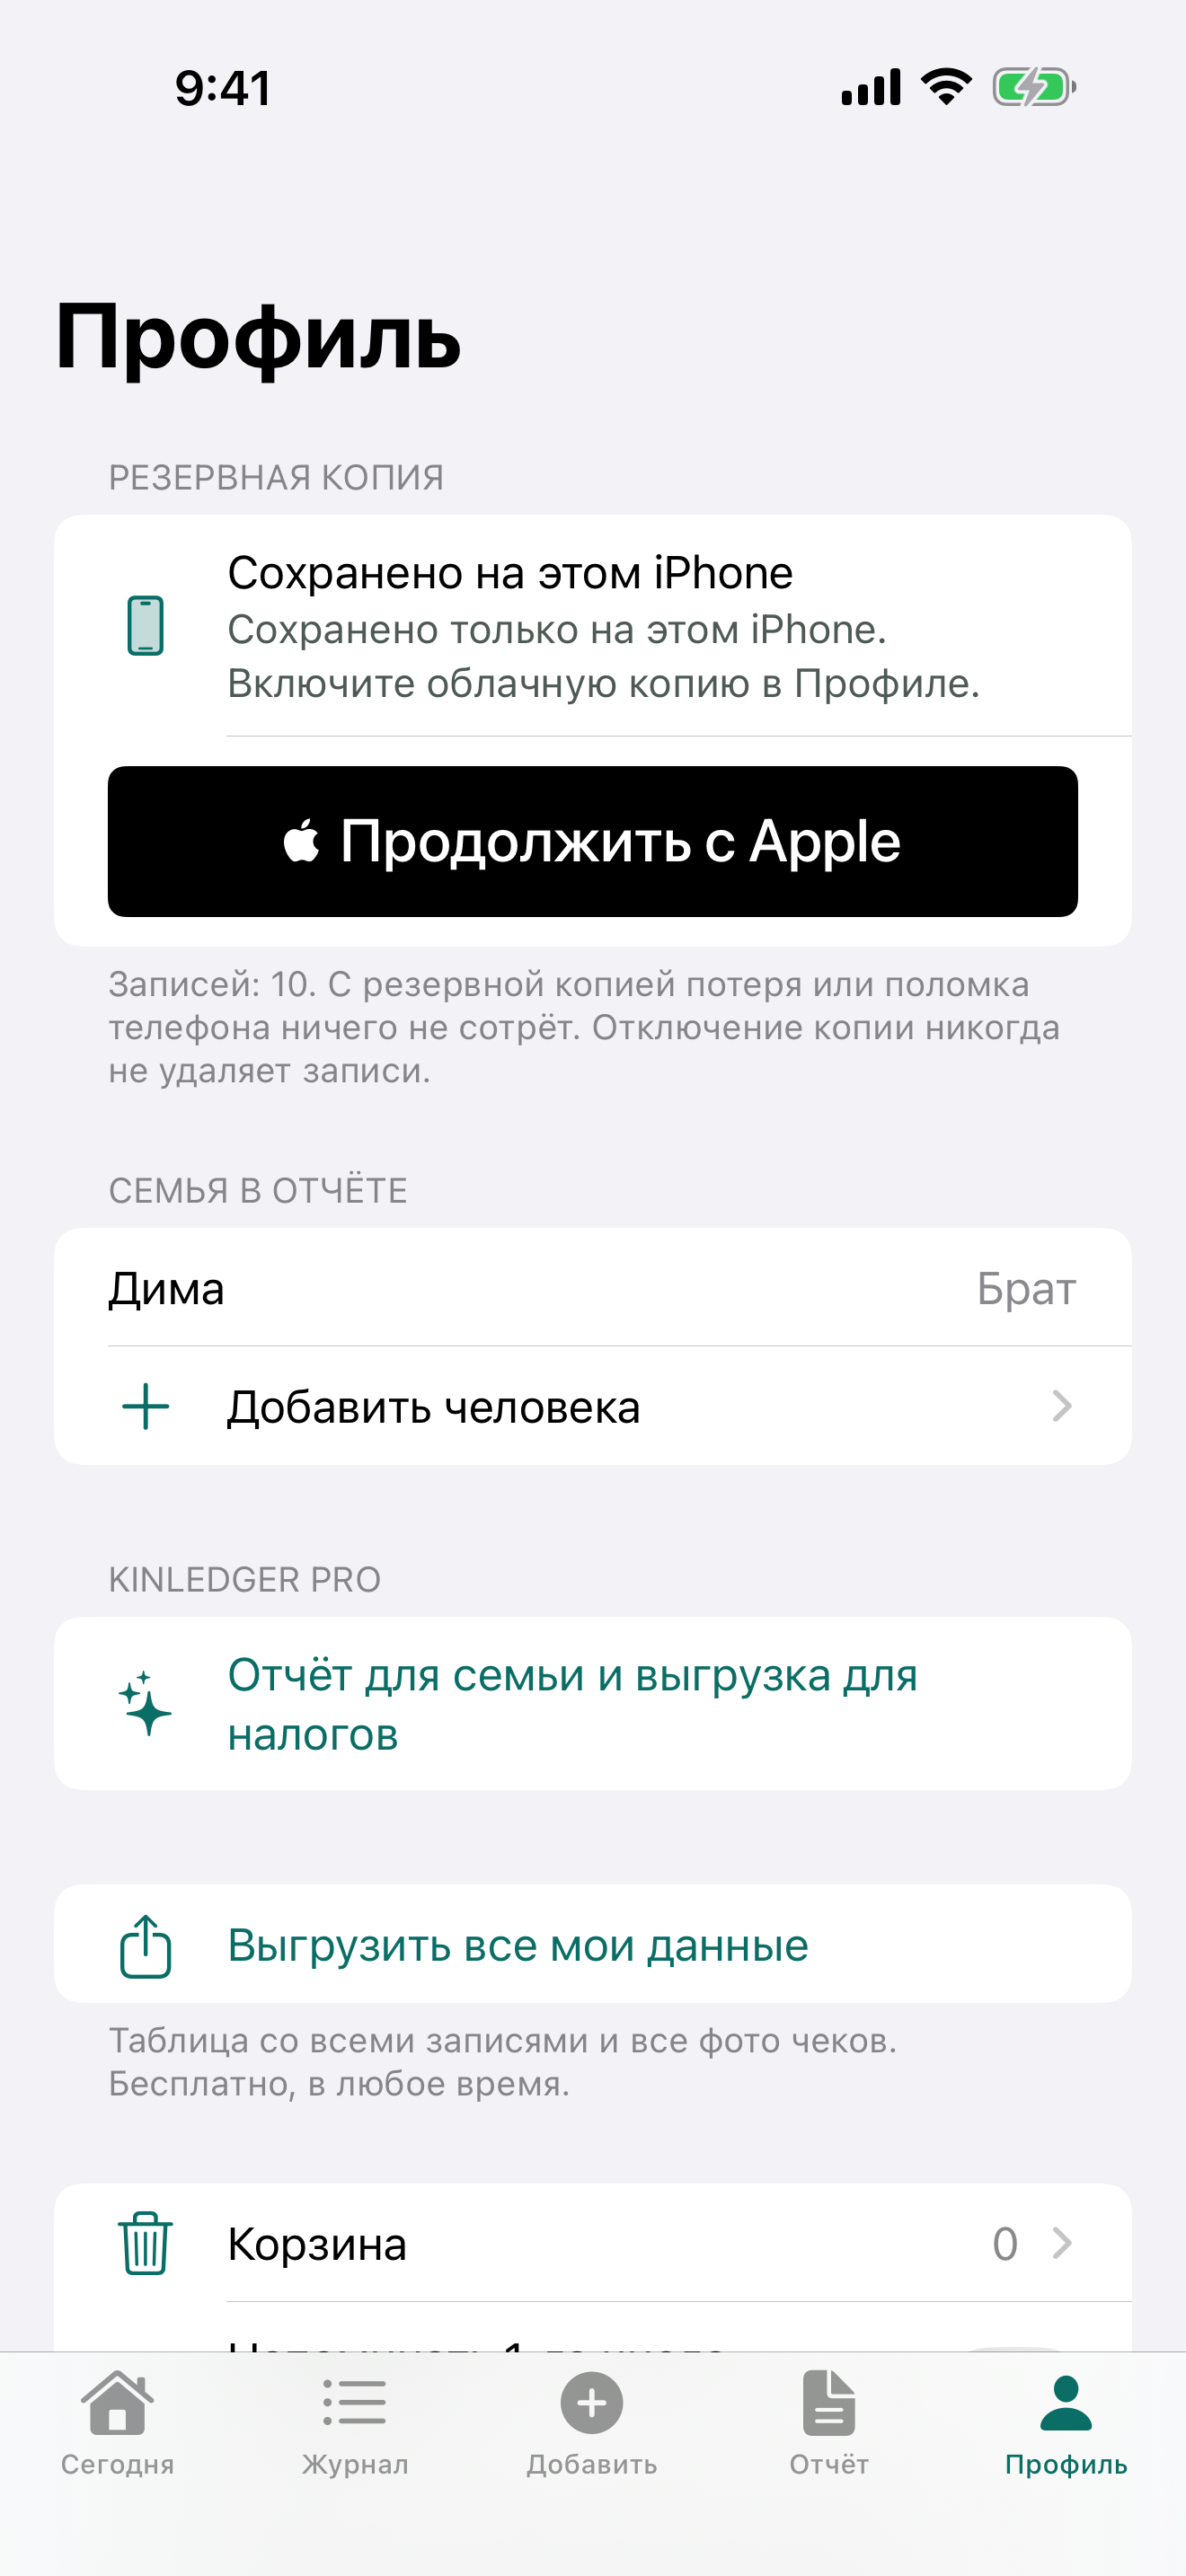 9:41
Профиль
РЕЗЕРВНАЯ КОПИЯ
Сохранено на этом iPhone
Сохранено только на этом iPhone.
Включите облачную копию в Профиле.
Продолжить с Apple
Записей: 10. С резервной копией потеря или поломка
телефона ничего не сотрёт. Отключение копии никогда
не удаляет записи.
СЕМЬЯ В ОТЧЁТЕ
Дима Брат
Добавить человека
KINLEDGER PRO
Отчёт для семьи и выгрузка для
налогов
Выгрузить все мои данные
Таблица со всеми записями и все фото чеков.
Бесплатно, в любое время.
Корзина 0
Сегодня Журнал Добавить Отчёт Профиль